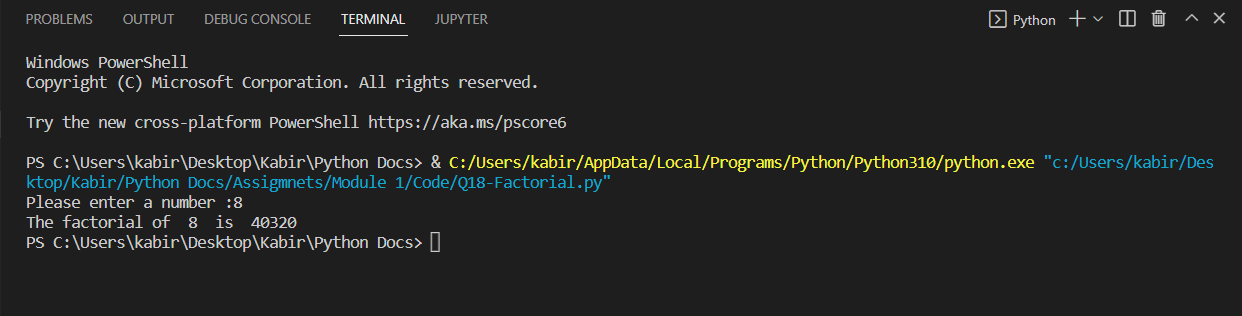 PROBLEMS OUTPUT DEBUG CONSOLE TERMINAL JUPYTER Python
Windows PowerShell
Copyright (C) Microsoft Corporation. All rights reserved.
Try the new cross-platform PowerShell https://aka.ms/pscore6
PS C:\Users\kabir\Desktop\Kabir\Python Docs> & C:/Users/kabir/AppData/Local/Programs/Python/Python310/python.exe "c:/Users/kabir/Des
ktop/Kabir/Python Docs/Assigmnets/Module 1/Code/Q18-Factorial.py"
Please enter a number :8
The factorial of  8  is  40320
PS C:\Users\kabir\Desktop\Kabir\Python Docs>